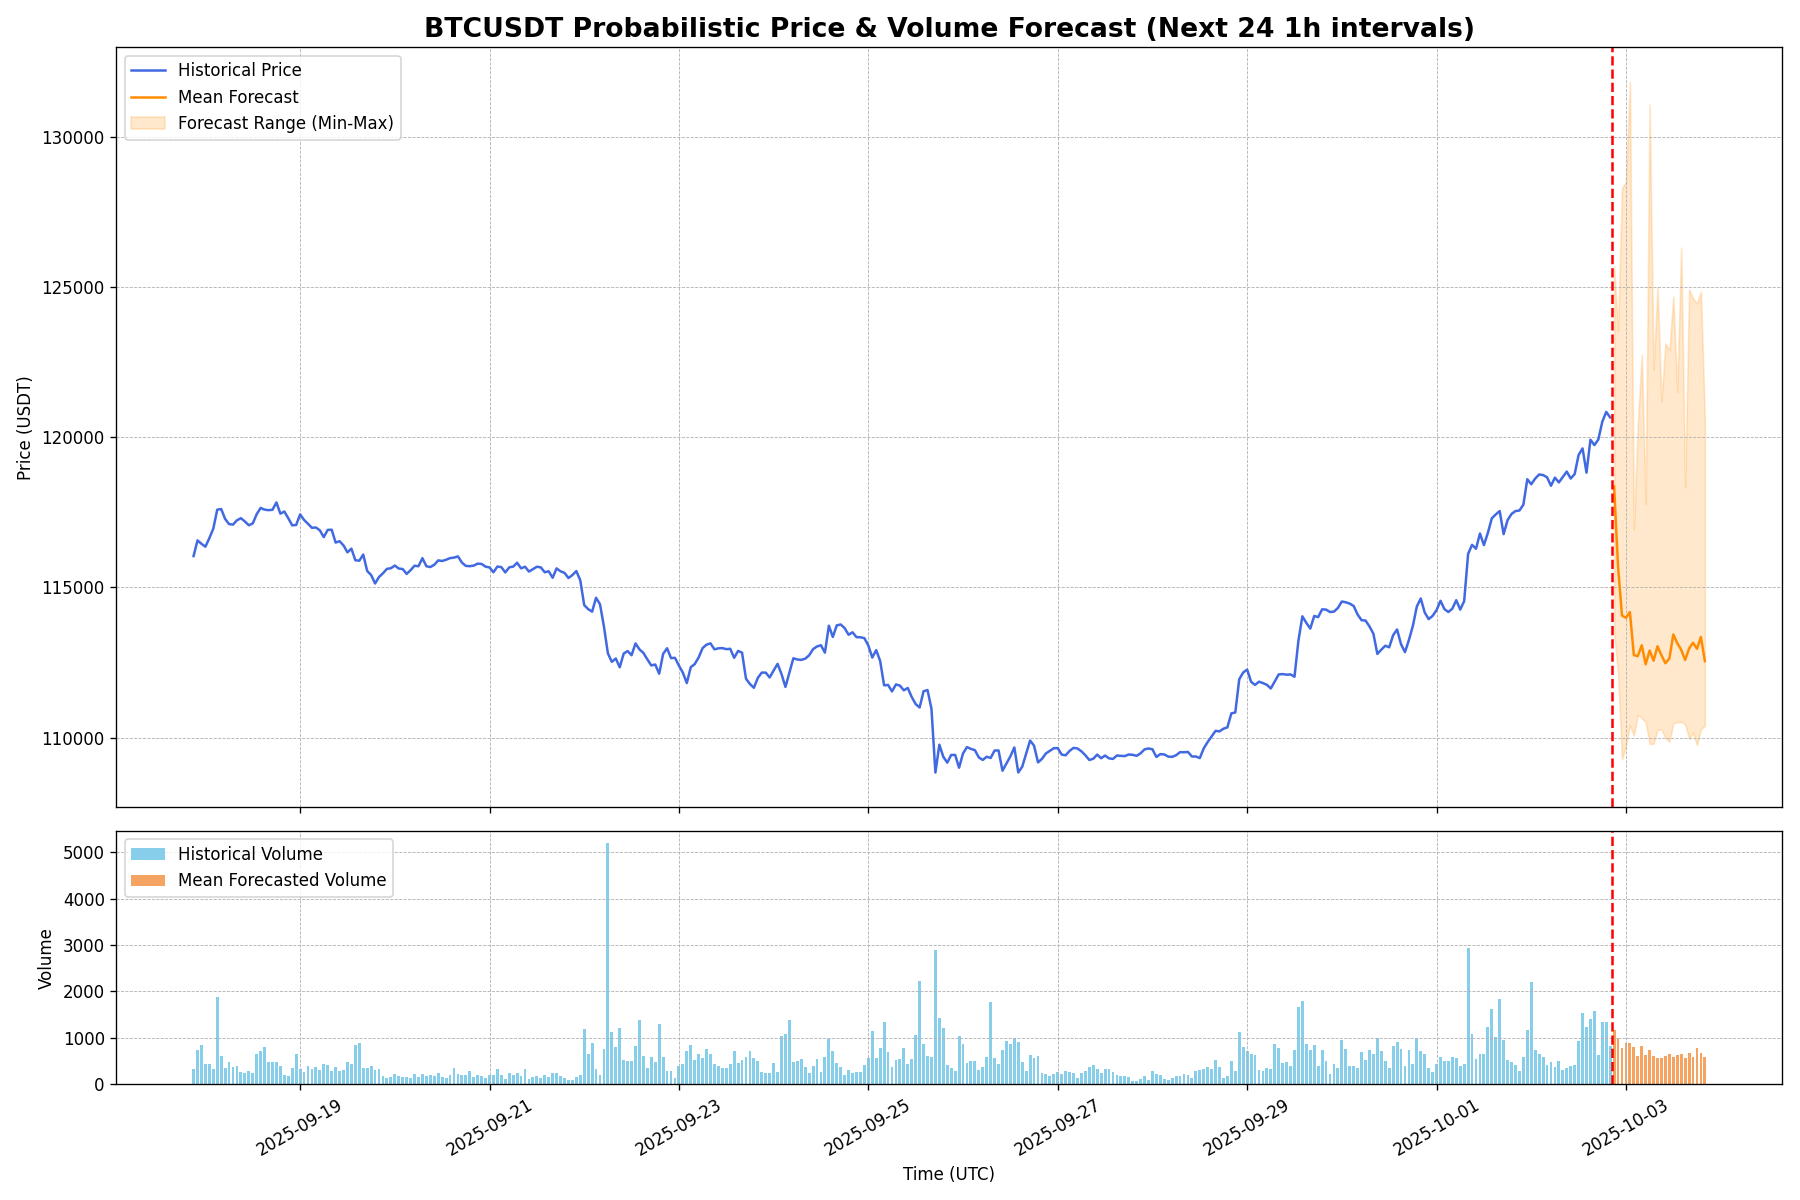 BTCUSDT Probabilistic Price & Volume Forecast (Next 24 1h intervals)
Historical Price
Mean Forecast
Forecast Range (Min-Max)
Price (USDT)
130000
125000
120000
115000
110000
Historical Volume
Mean Forecasted Volume
Volume
5000
4000
3000
2000
1000
0
2025-09-19
2025-09-21
2025-09-23
2025-09-25
2025-09-27
2025-09-29
2025-10-01
2025-10-03
Time (UTC)